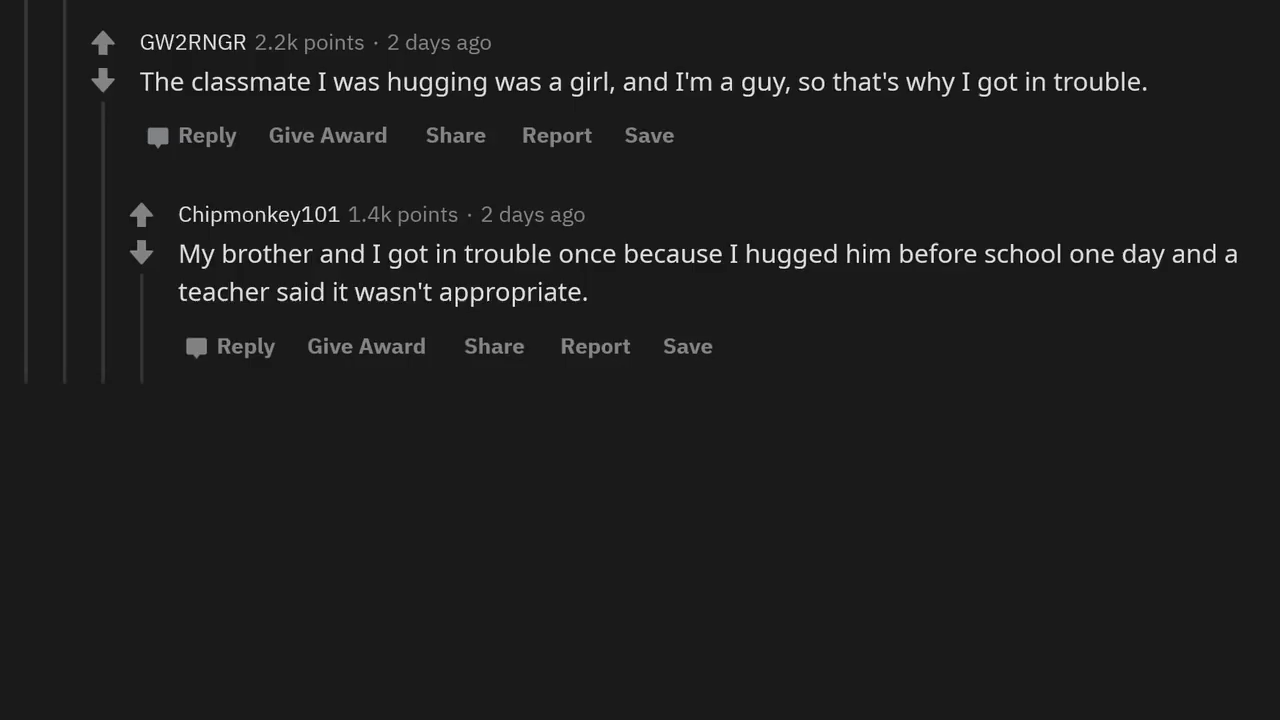 GW2RNGR 2.2k points · 2 days ago
The classmate I was hugging was a girl, and I'm a guy, so that's why I got in trouble.
Reply Give Award Share Report Save
Chipmonkey101 1.4k points · 2 days ago
My brother and I got in trouble once because I hugged him before school one day and a
teacher said it wasn't appropriate.
Reply Give Award Share Report Save